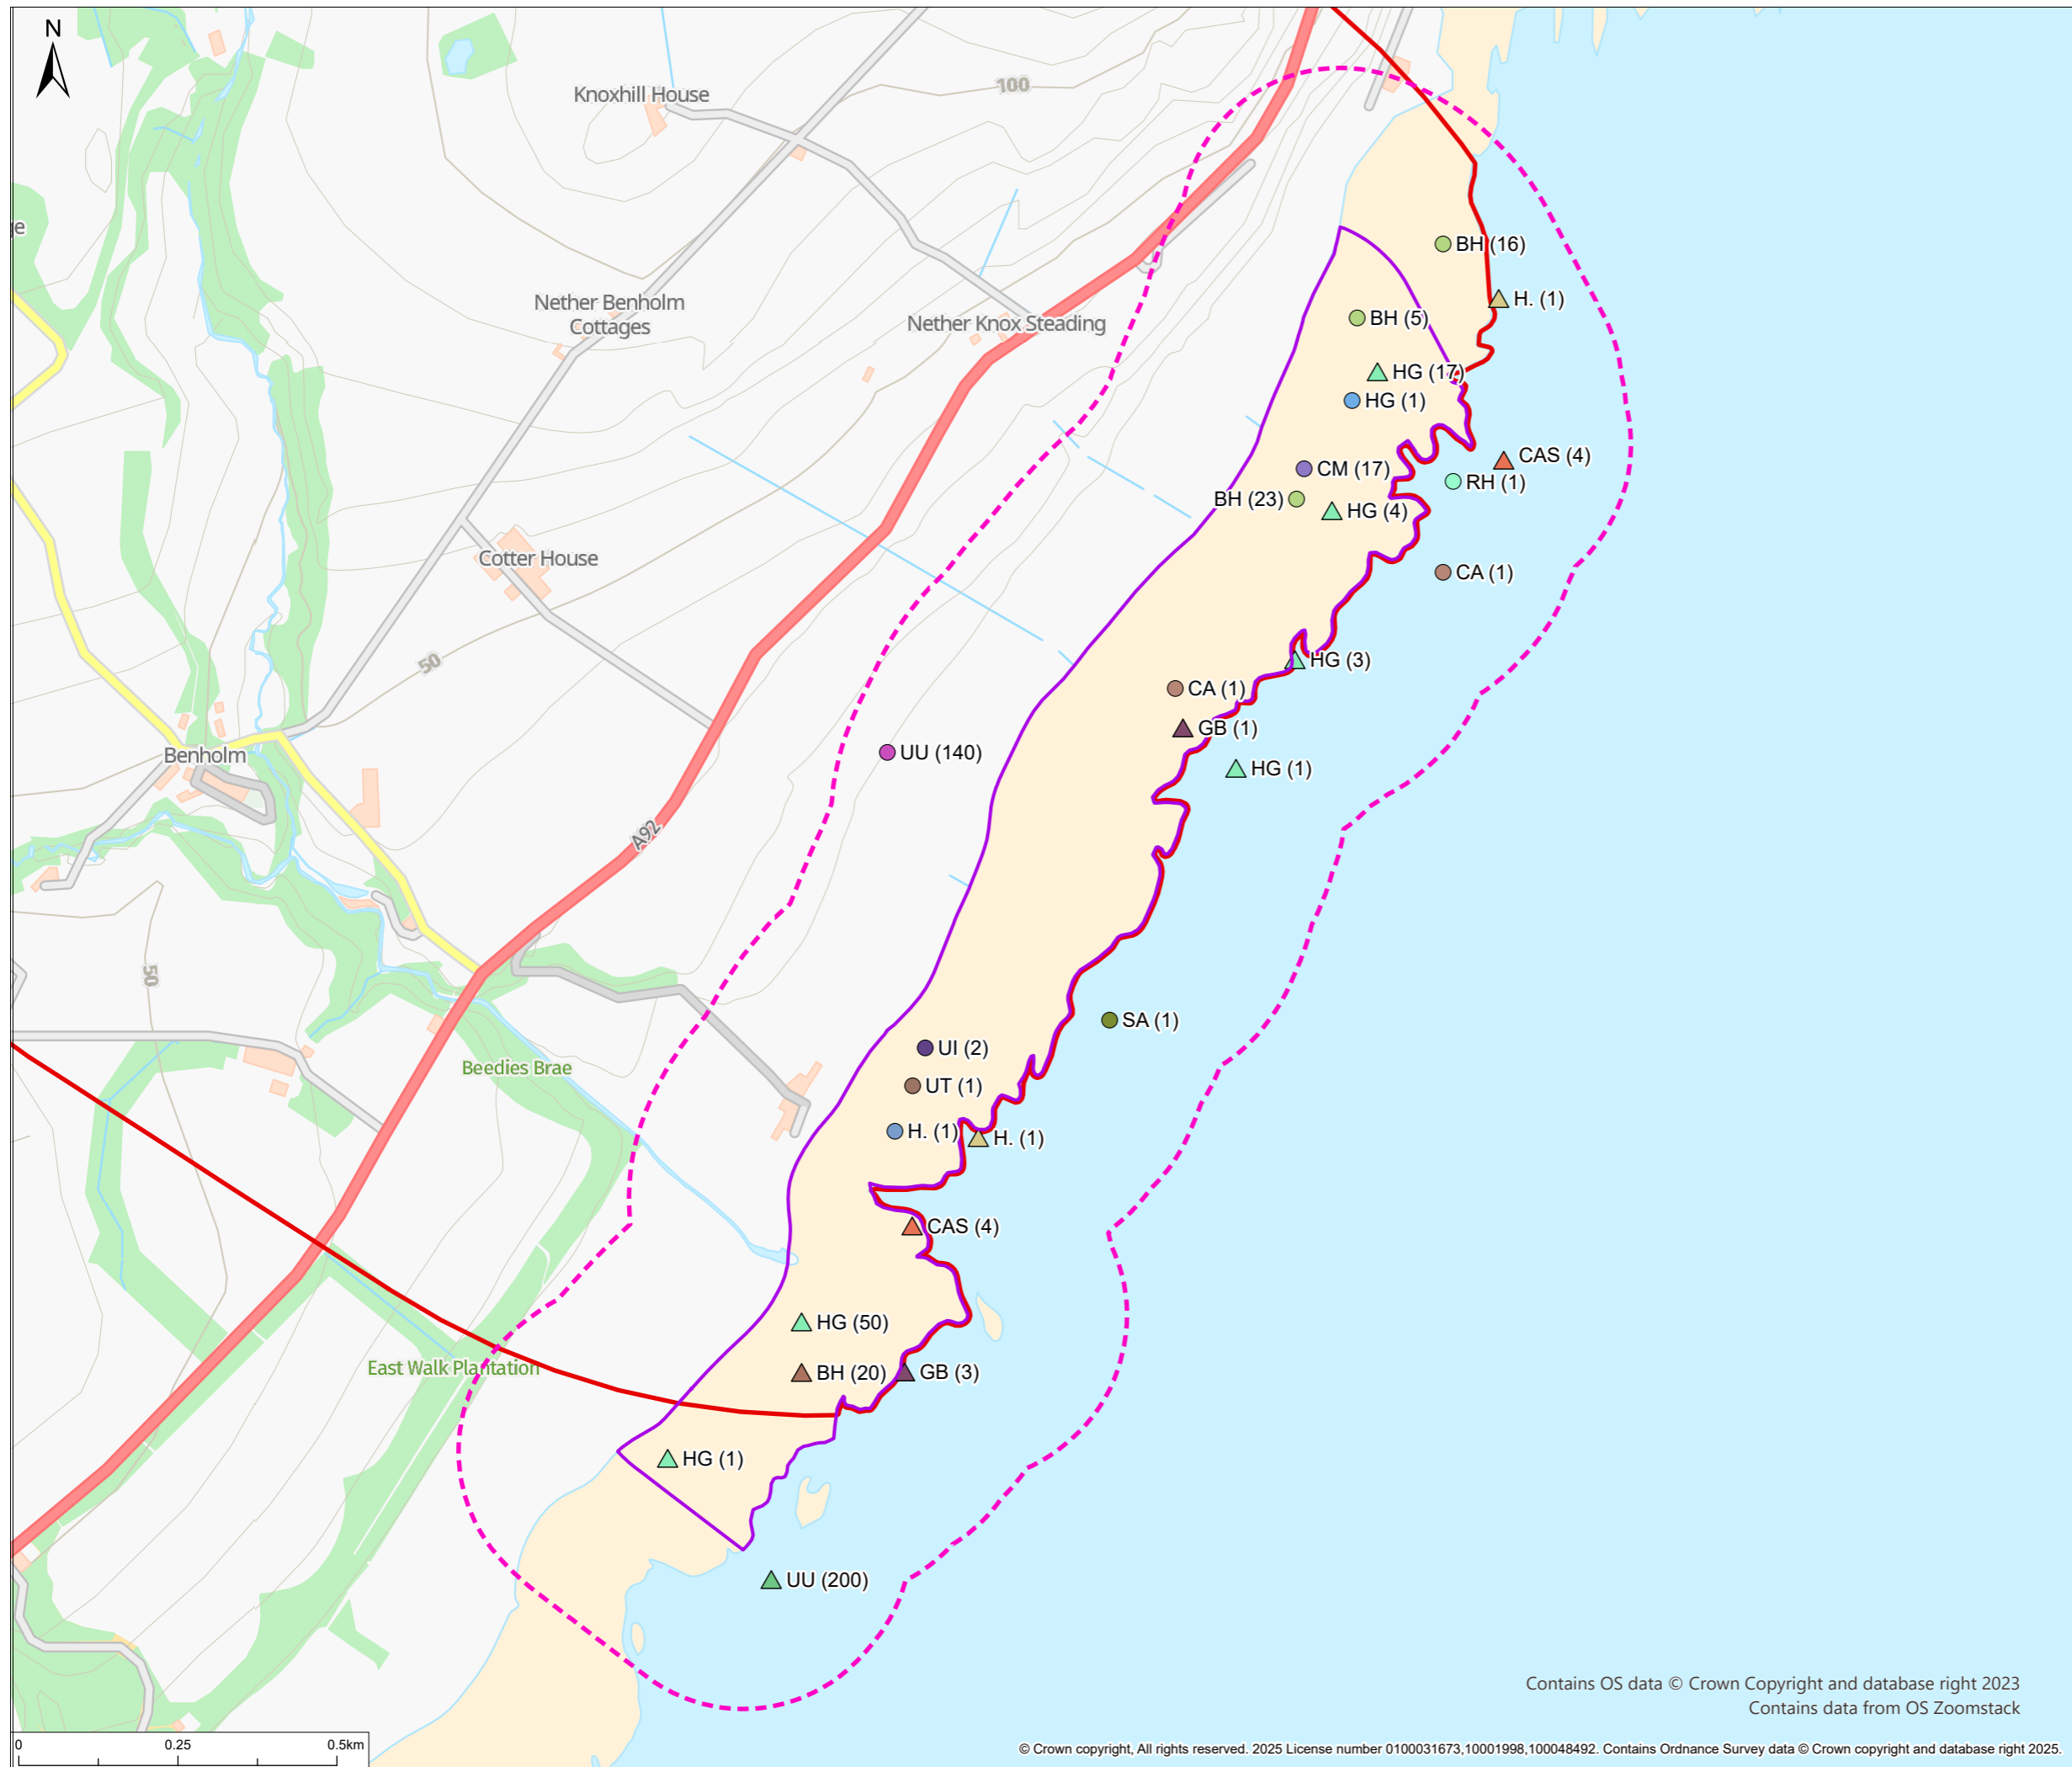 N
100
Knoxhill House
e
BH (16)
Nether Benholm
Cottages
H. (1)
BH (5)
Nether Knox Steading
HG (17)
HG (1)
CAS (4)
CM (17)
RH (1)
BH (23)
HG (4)
Cotter House
CA (1)
50
HG (3)
CA (1)
GB (1)
Benholm
UU (140)
HG (1)
A92
50
SA (1)
UI (2)
Beedies Brae
UT (1)
H. (1)
H. (1)
CAS (4)
HG (50)
East Walk Plantation
BH (20)
GB (3)
HG (1)
UU (200)
Contains OS data © Crown Copyright and database right 2023
Contains data from OS Zoomstack
0 0.25 0.5km
© Crown copyright, All rights reserved. 2025 License number 0100031673,10001998,100048492. Contains Ordnance Survey data © Crown copyright and database right 2025.